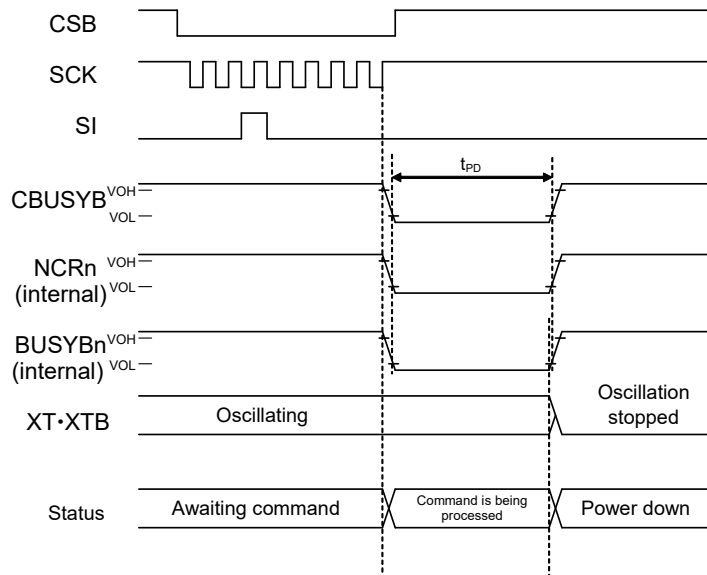 CSB
SCK
SI
t_PD
CBUSYB VOH
VOL
NCRn VOH
(internal) VOL
BUSYBn VOH
(internal) VOL
XT・XTB
Oscillating
Oscillation
stopped
Status
Awaiting command
Command is being
processed
Power down